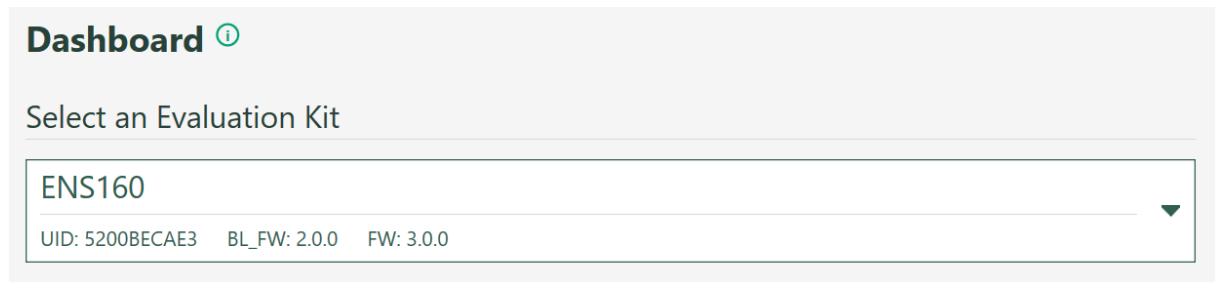 Dashboard
Select an Evaluation Kit
ENS160
UID: 5200BECAE3 BL_FW: 2.0.0 FW: 3.0.0